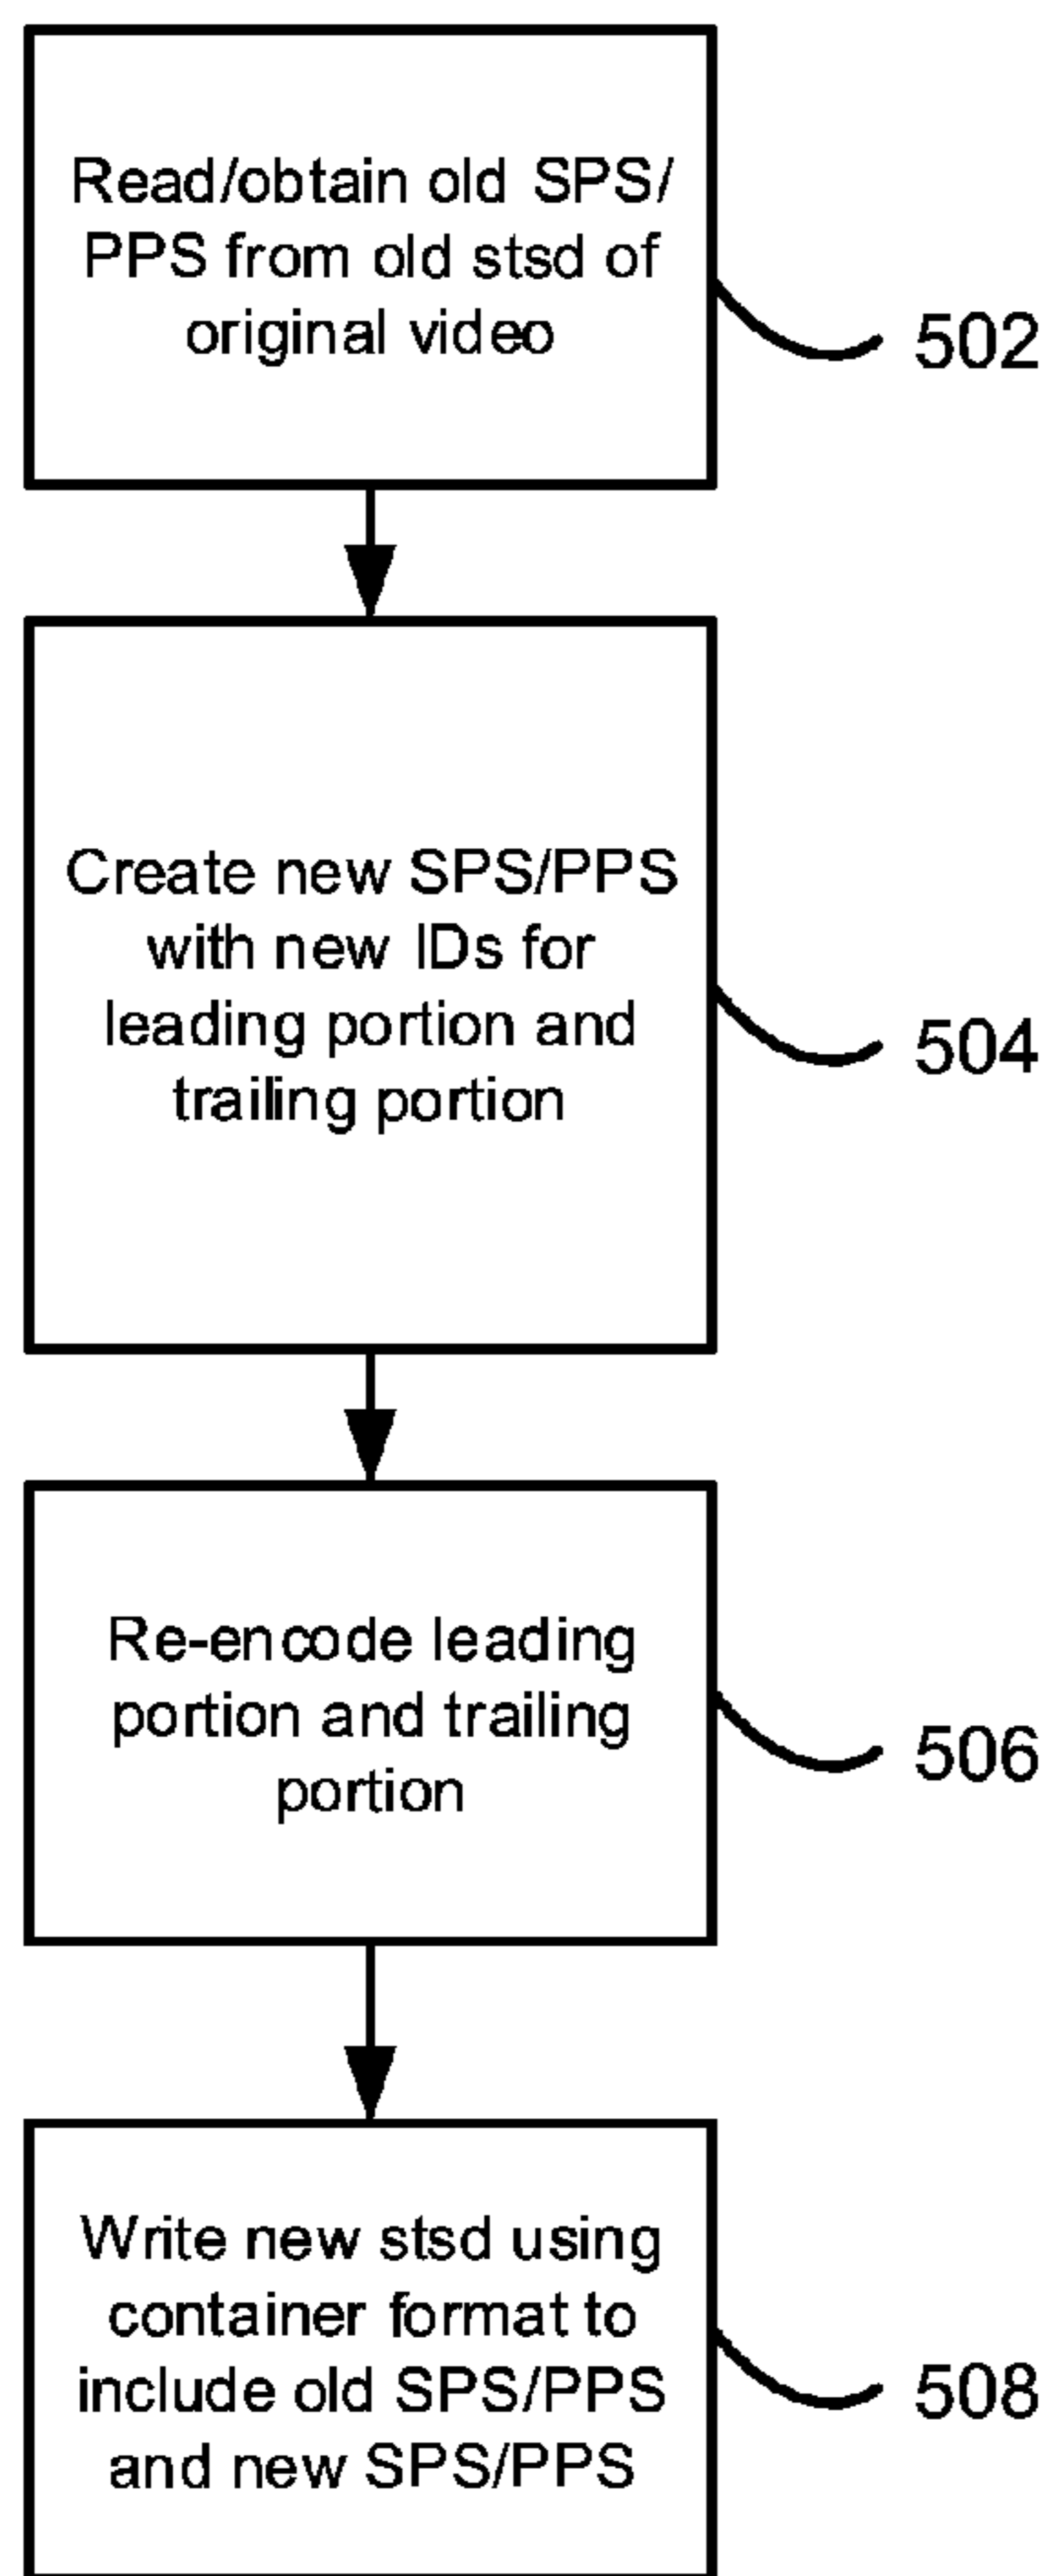 Read/obtain old SPS/
PPS from old stsd of
original video
502
Create new SPS/PPS
with new IDs for
leading portion and
trailing portion
504
Re-encode leading
portion and trailing
portion
506
Write new stsd using
container format to
include old SPS/PPS
and new SPS/PPS
508